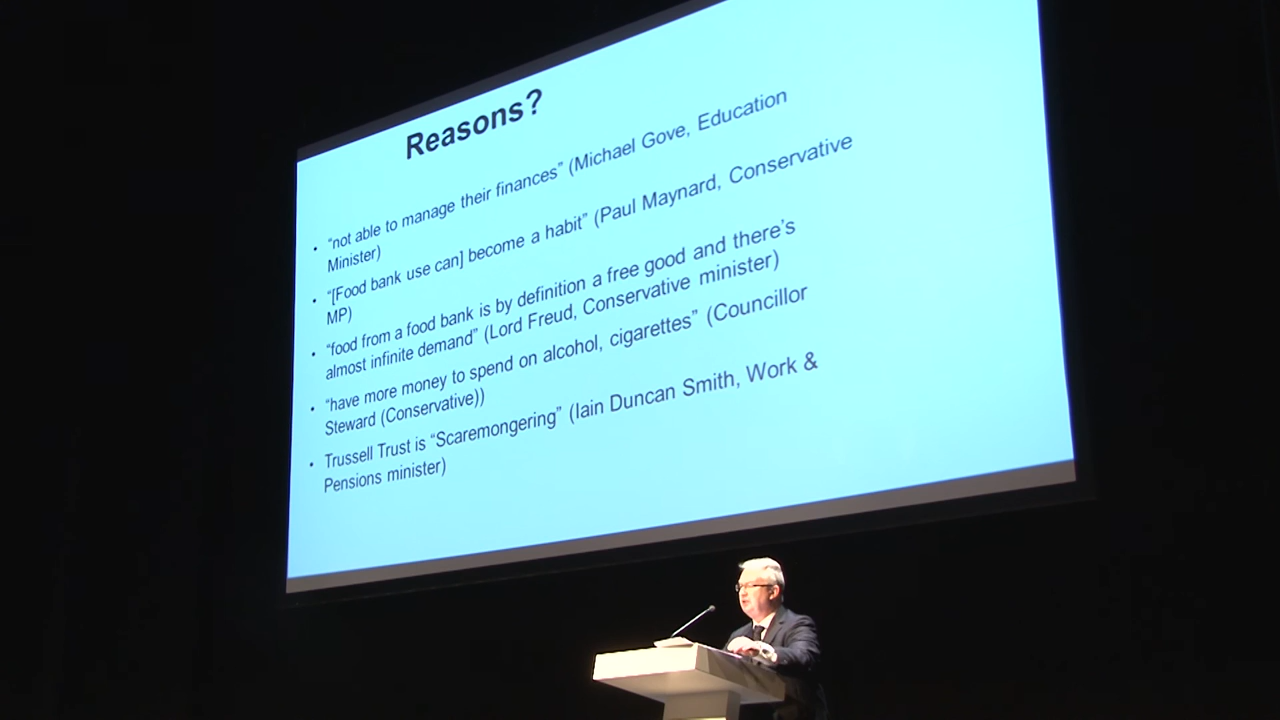 Reasons?
• “not able to manage their finances” (Michael Gove, Education
Minister)
• “[Food bank use can] become a habit” (Paul Maynard, Conservative
MP)
• “food from a food bank is by definition a free good and there’s
almost infinite demand” (Lord Freud, Conservative minister)
• “have more money to spend on alcohol, cigarettes” (Councillor
Steward (Conservative))
• Trussell Trust is “Scaremongering” (Iain Duncan Smith, Work &
Pensions minister)